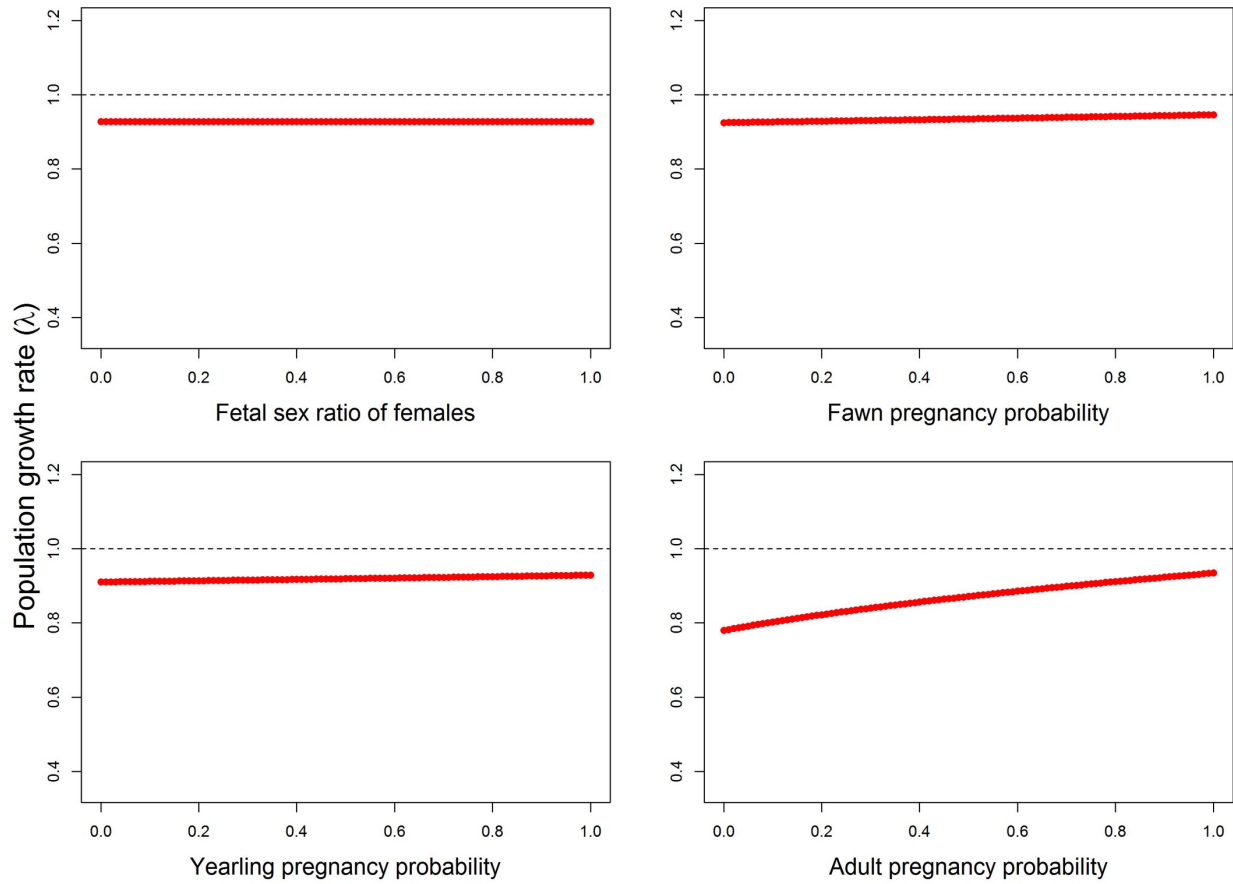 Population growth rate (λ)
1.2
1.0
0.8
0.6
0.4
0.0 0.2 0.4 0.6 0.8 1.0
Fetal sex ratio of females
1.2
1.0
0.8
0.6
0.4
0.0 0.2 0.4 0.6 0.8 1.0
Fawn pregnancy probability
1.2
1.0
0.8
0.6
0.4
0.0 0.2 0.4 0.6 0.8 1.0
Yearling pregnancy probability
1.2
1.0
0.8
0.6
0.4
0.0 0.2 0.4 0.6 0.8 1.0
Adult pregnancy probability